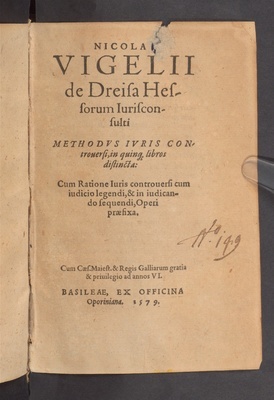 NICOLAI
VIGELII
de Dreisa Hes-
sorum Iuriscon-
sulti
METHODVS IVRIS CON-
trouersi, in quinq, libros
distincta:
Cum Ratione Iuris controuersi cum
iudicio legendi, & in iudican-
do sequendi, Operi
præfixa.
No. 199
Cum Cæs. Maiest. & Regis Galliarum gratia
& priuilegio ad annos VI.
BASILEAE, EX OFFICINA
Oporiniana. 1579.